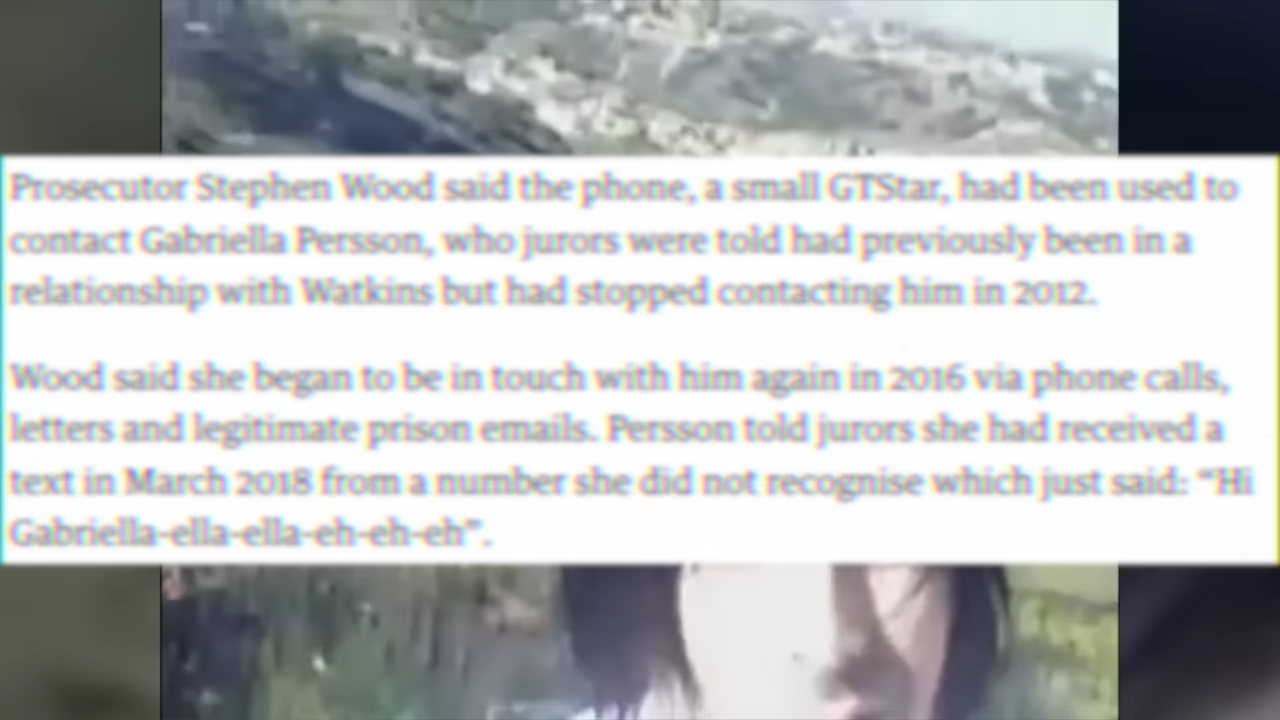 Prosecutor Stephen Wood said the phone, a small GTStar, had been used to
contact Gabriella Persson, who jurors were told had previously been in a
relationship with Watkins but had stopped contacting him in 2012.
Wood said she began to be in touch with him again in 2016 via phone calls,
letters and legitimate prison emails. Persson told jurors she had received a
text in March 2018 from a number she did not recognise which just said: “Hi
Gabriella-ella-ella-eh-eh-eh”.